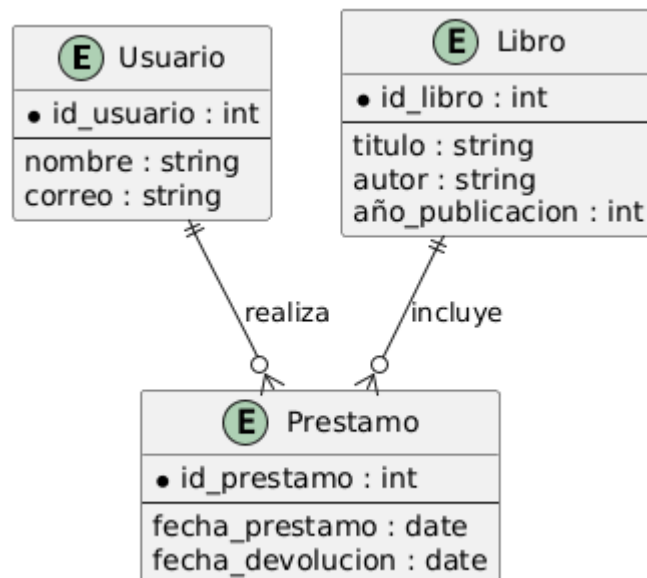 E Usuario
id_usuario : int
nombre : string
correo : string
E Libro
id_libro : int
titulo : string
autor : string
año_publicacion : int
realiza
incluye
E Prestamo
id_prestamo : int
fecha_prestamo : date
fecha_devolucion : date